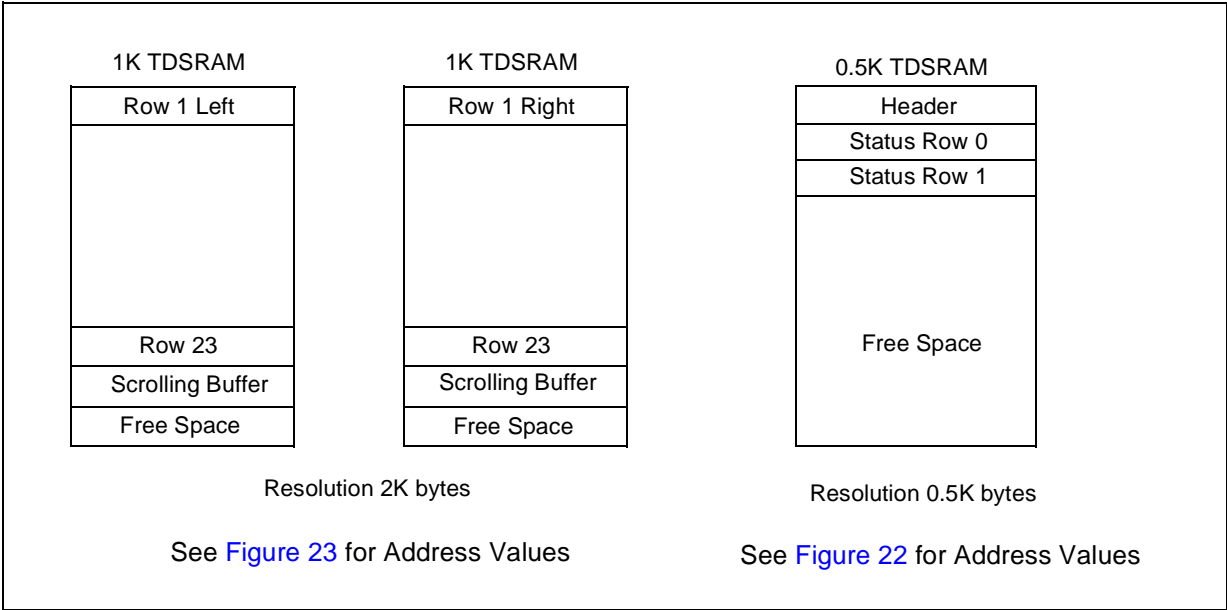 1K TDSRAM
Row 1 Left
Row 23
Scrolling Buffer
Free Space
1K TDSRAM
Row 1 Right
Row 23
Scrolling Buffer
Free Space
Resolution 2K bytes
See Figure 23 for Address Values
0.5K TDSRAM
Header
Status Row 0
Status Row 1
Free Space
Resolution 0.5K bytes
See Figure 22 for Address Values